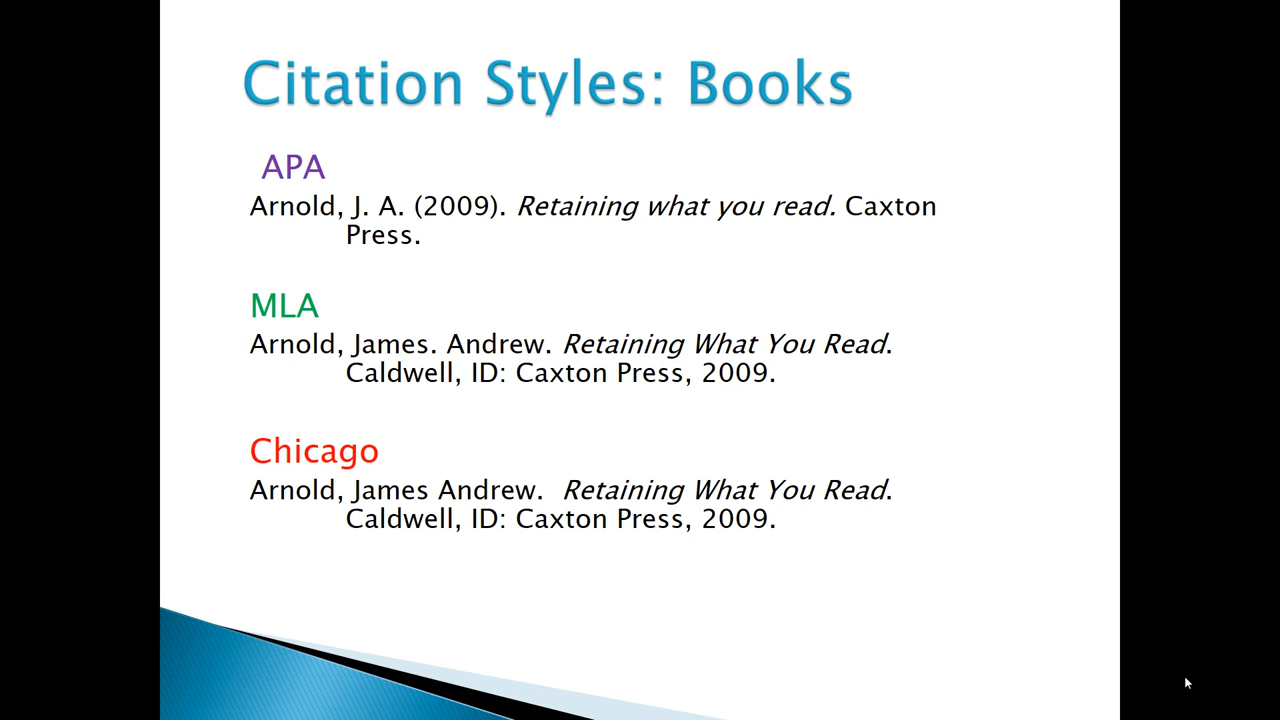 Citation Styles: Books
APA
Arnold, J. A. (2009). Retaining what you read. Caxton
Press.
MLA
Arnold, James. Andrew. Retaining What You Read.
Caldwell, ID: Caxton Press, 2009.
Chicago
Arnold, James Andrew.  Retaining What You Read.
Caldwell, ID: Caxton Press, 2009.